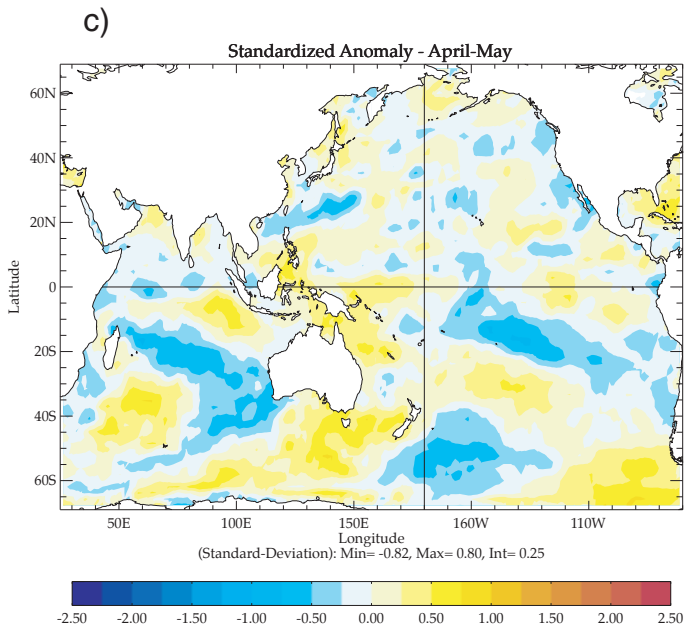 c)
Standardized Anomaly - April-May
60N
40N
20N
0
20S
40S
60S
Latitude
50E 100E 150E 160W 110W
Longitude
(Standard-Deviation): Min= -0.82, Max= 0.80, Int= 0.25
-2.50 -2.00 -1.50 -1.00 -0.50 0.00 0.50 1.00 1.50 2.00 2.50